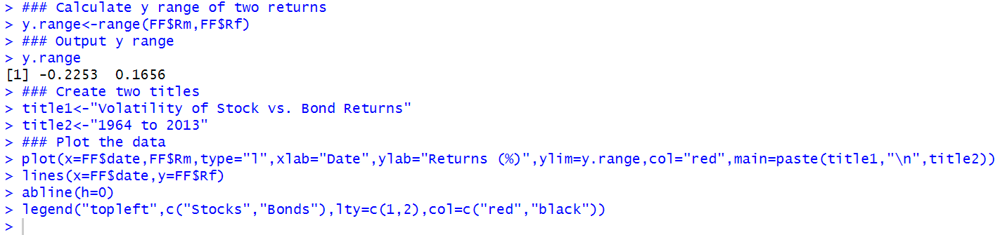 > ### Calculate y range of two returns
> y.range<-range(FF$Rm,FF$Rf)
> ### Output y range
> y.range
[1] -0.2253  0.1656
> ### Create two titles
> title1<-"Volatility of Stock vs. Bond Returns"
> title2<-"1964 to 2013"
> ### Plot the data
> plot(x=FF$date,FF$Rm,type="l",xlab="Date",ylab="Returns (%)",ylim=y.range,col="red",main=paste(title1,"\n",title2))
> lines(x=FF$date,y=FF$Rf)
> abline(h=0)
> legend("topleft",c("Stocks","Bonds"),lty=c(1,2),col=c("red","black"))
>